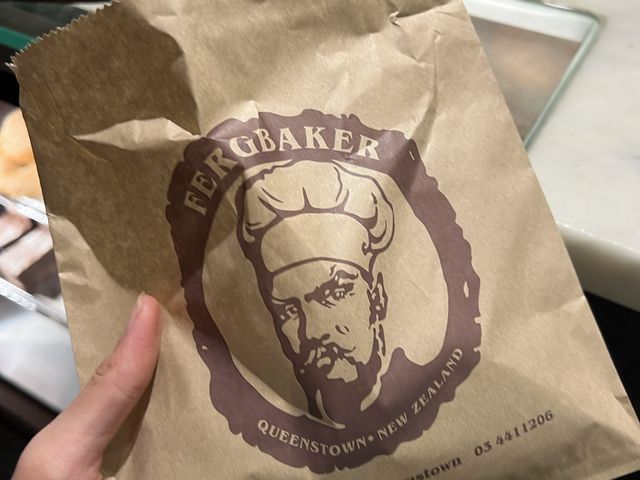 FERGBAKER
QUEENSTOWN • NEW ZEALAND
03 4411206